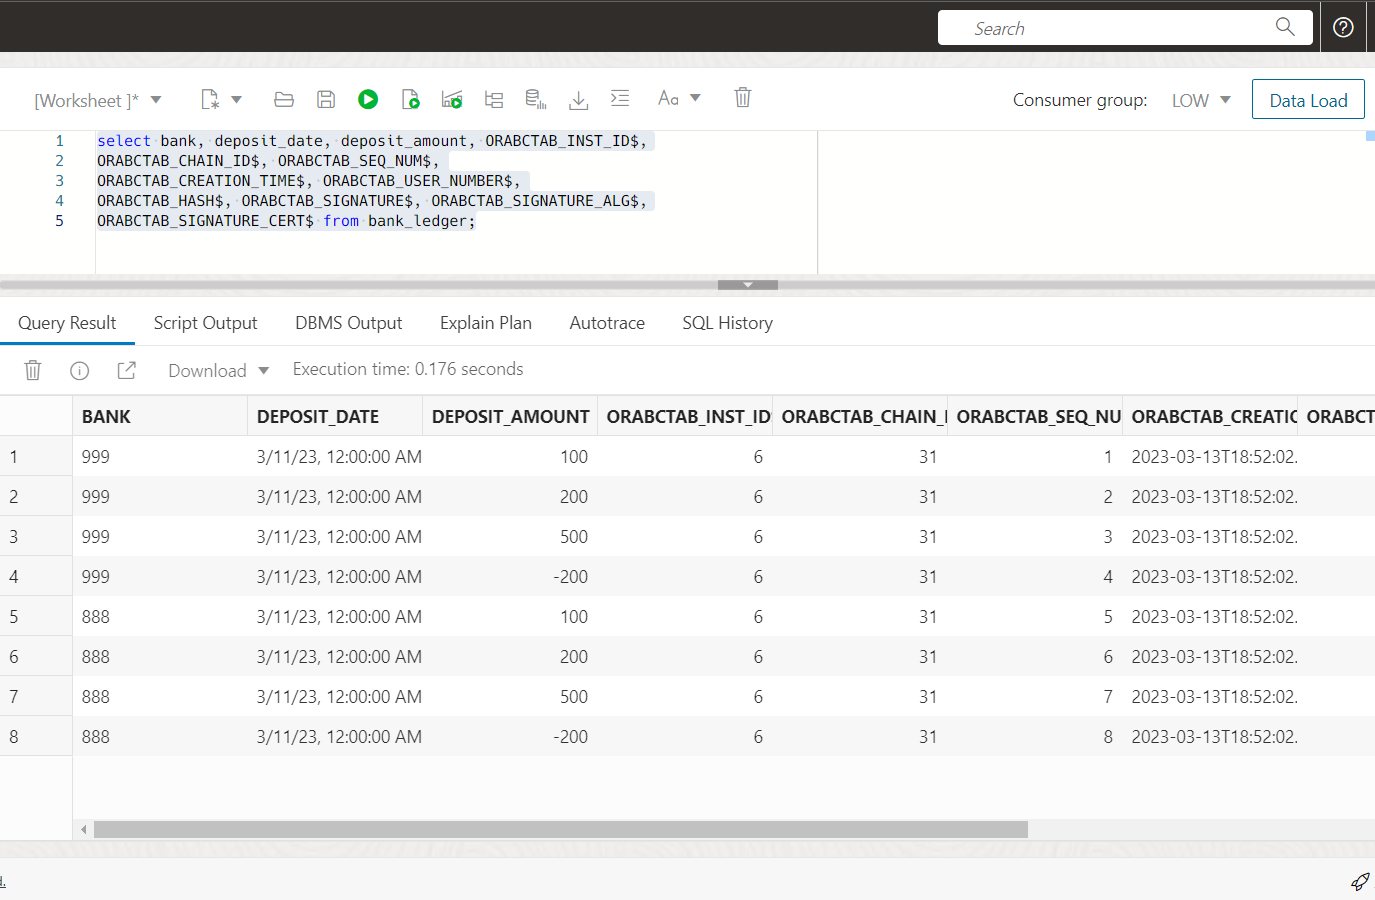 Search
[Worksheet ]*
Aa
Consumer group: LOW Data Load
1 select bank, deposit_date, deposit_amount, ORABCTAB_INST_ID$,
2 ORABCTAB_CHAIN_ID$, ORABCTAB_SEQ_NUM$,
3 ORABCTAB_CREATION_TIME$, ORABCTAB_USER_NUMBER$,
4 ORABCTAB_HASH$, ORABCTAB_SIGNATURE$, ORABCTAB_SIGNATURE_ALG$,
5 ORABCTAB_SIGNATURE_CERT$ from bank_ledger;
Query Result Script Output DBMS Output Explain Plan Autotrace SQL History
Download Execution time: 0.176 seconds
BANK DEPOSIT_DATE DEPOSIT_AMOUNT ORABCTAB_INST_ID ORABCTAB_CHAIN_ ORABCTAB_SEQ_NU ORABCTAB_CREATIO ORABCT
1 999 3/11/23, 12:00:00 AM 100 6 31 1 2023-03-13T18:52:02.
2 999 3/11/23, 12:00:00 AM 200 6 31 2 2023-03-13T18:52:02.
3 999 3/11/23, 12:00:00 AM 500 6 31 3 2023-03-13T18:52:02.
4 999 3/11/23, 12:00:00 AM -200 6 31 4 2023-03-13T18:52:02.
5 888 3/11/23, 12:00:00 AM 100 6 31 5 2023-03-13T18:52:02.
6 888 3/11/23, 12:00:00 AM 200 6 31 6 2023-03-13T18:52:02.
7 888 3/11/23, 12:00:00 AM 500 6 31 7 2023-03-13T18:52:02.
8 888 3/11/23, 12:00:00 AM -200 6 31 8 2023-03-13T18:52:02.